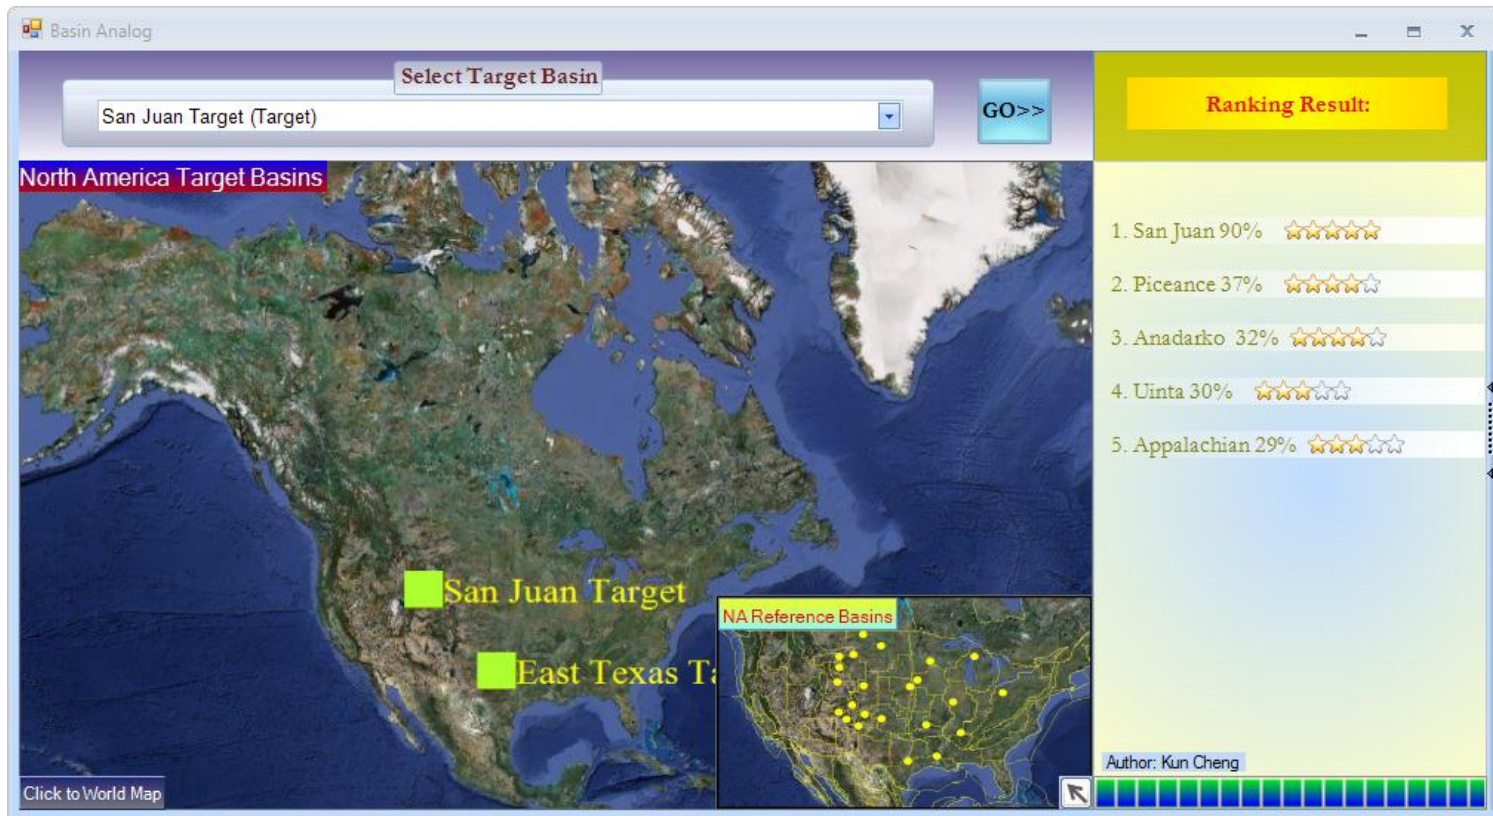 Basin Analog
Select Target Basin
San Juan Target (Target)
GO>>
Ranking Result:
North America Target Basins
1. San Juan 90%
2. Piceance 37%
3. Anadarko 32%
4. Uinta 30%
5. Appalachian 29%
San Juan Target
East Texas Ta
NA Reference Basins
Author: Kun Cheng
Click to World Map